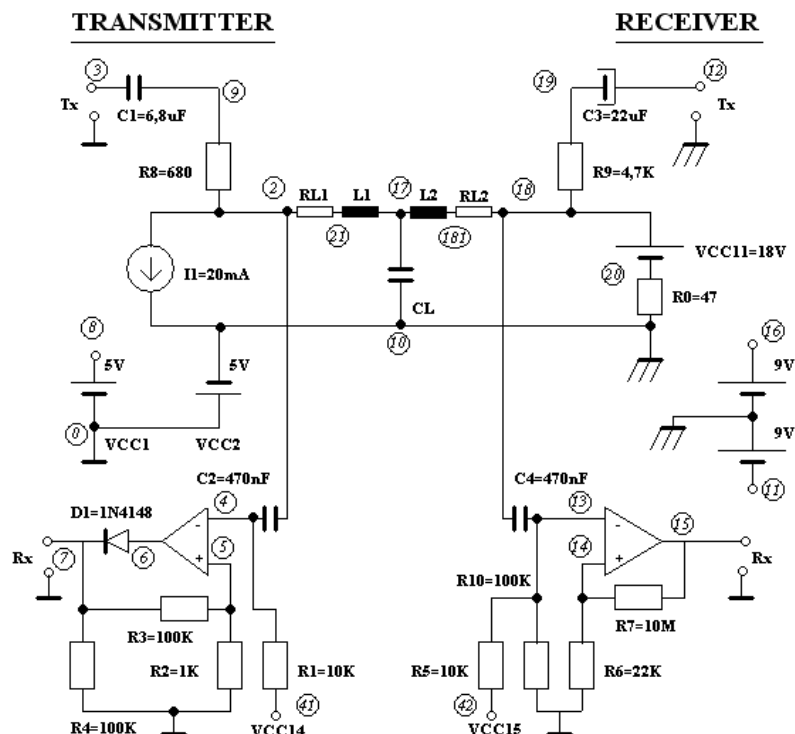 TRANSMITTER
RECEIVER
3
9
19
12
Tx
C1=6,8uF
C3=22uF
Tx
R8=680
R9=4,7K
2
RL1
L1
17
L2
RL2
18
21
181
I1=20mA
VCC11=18V
20
R0=47
CL
10
8
16
5V
5V
9V
0
VCC1
VCC2
9V
11
C2=470nF
C4=470nF
D1=1N4148
4
13
-
-
15
Rx
7
6
5
+
14
+
Rx
R10=100K
R3=100K
R7=10M
R2=1K
R1=10K
R5=10K
R6=22K
R4=100K
41
VCC14
42
VCC15